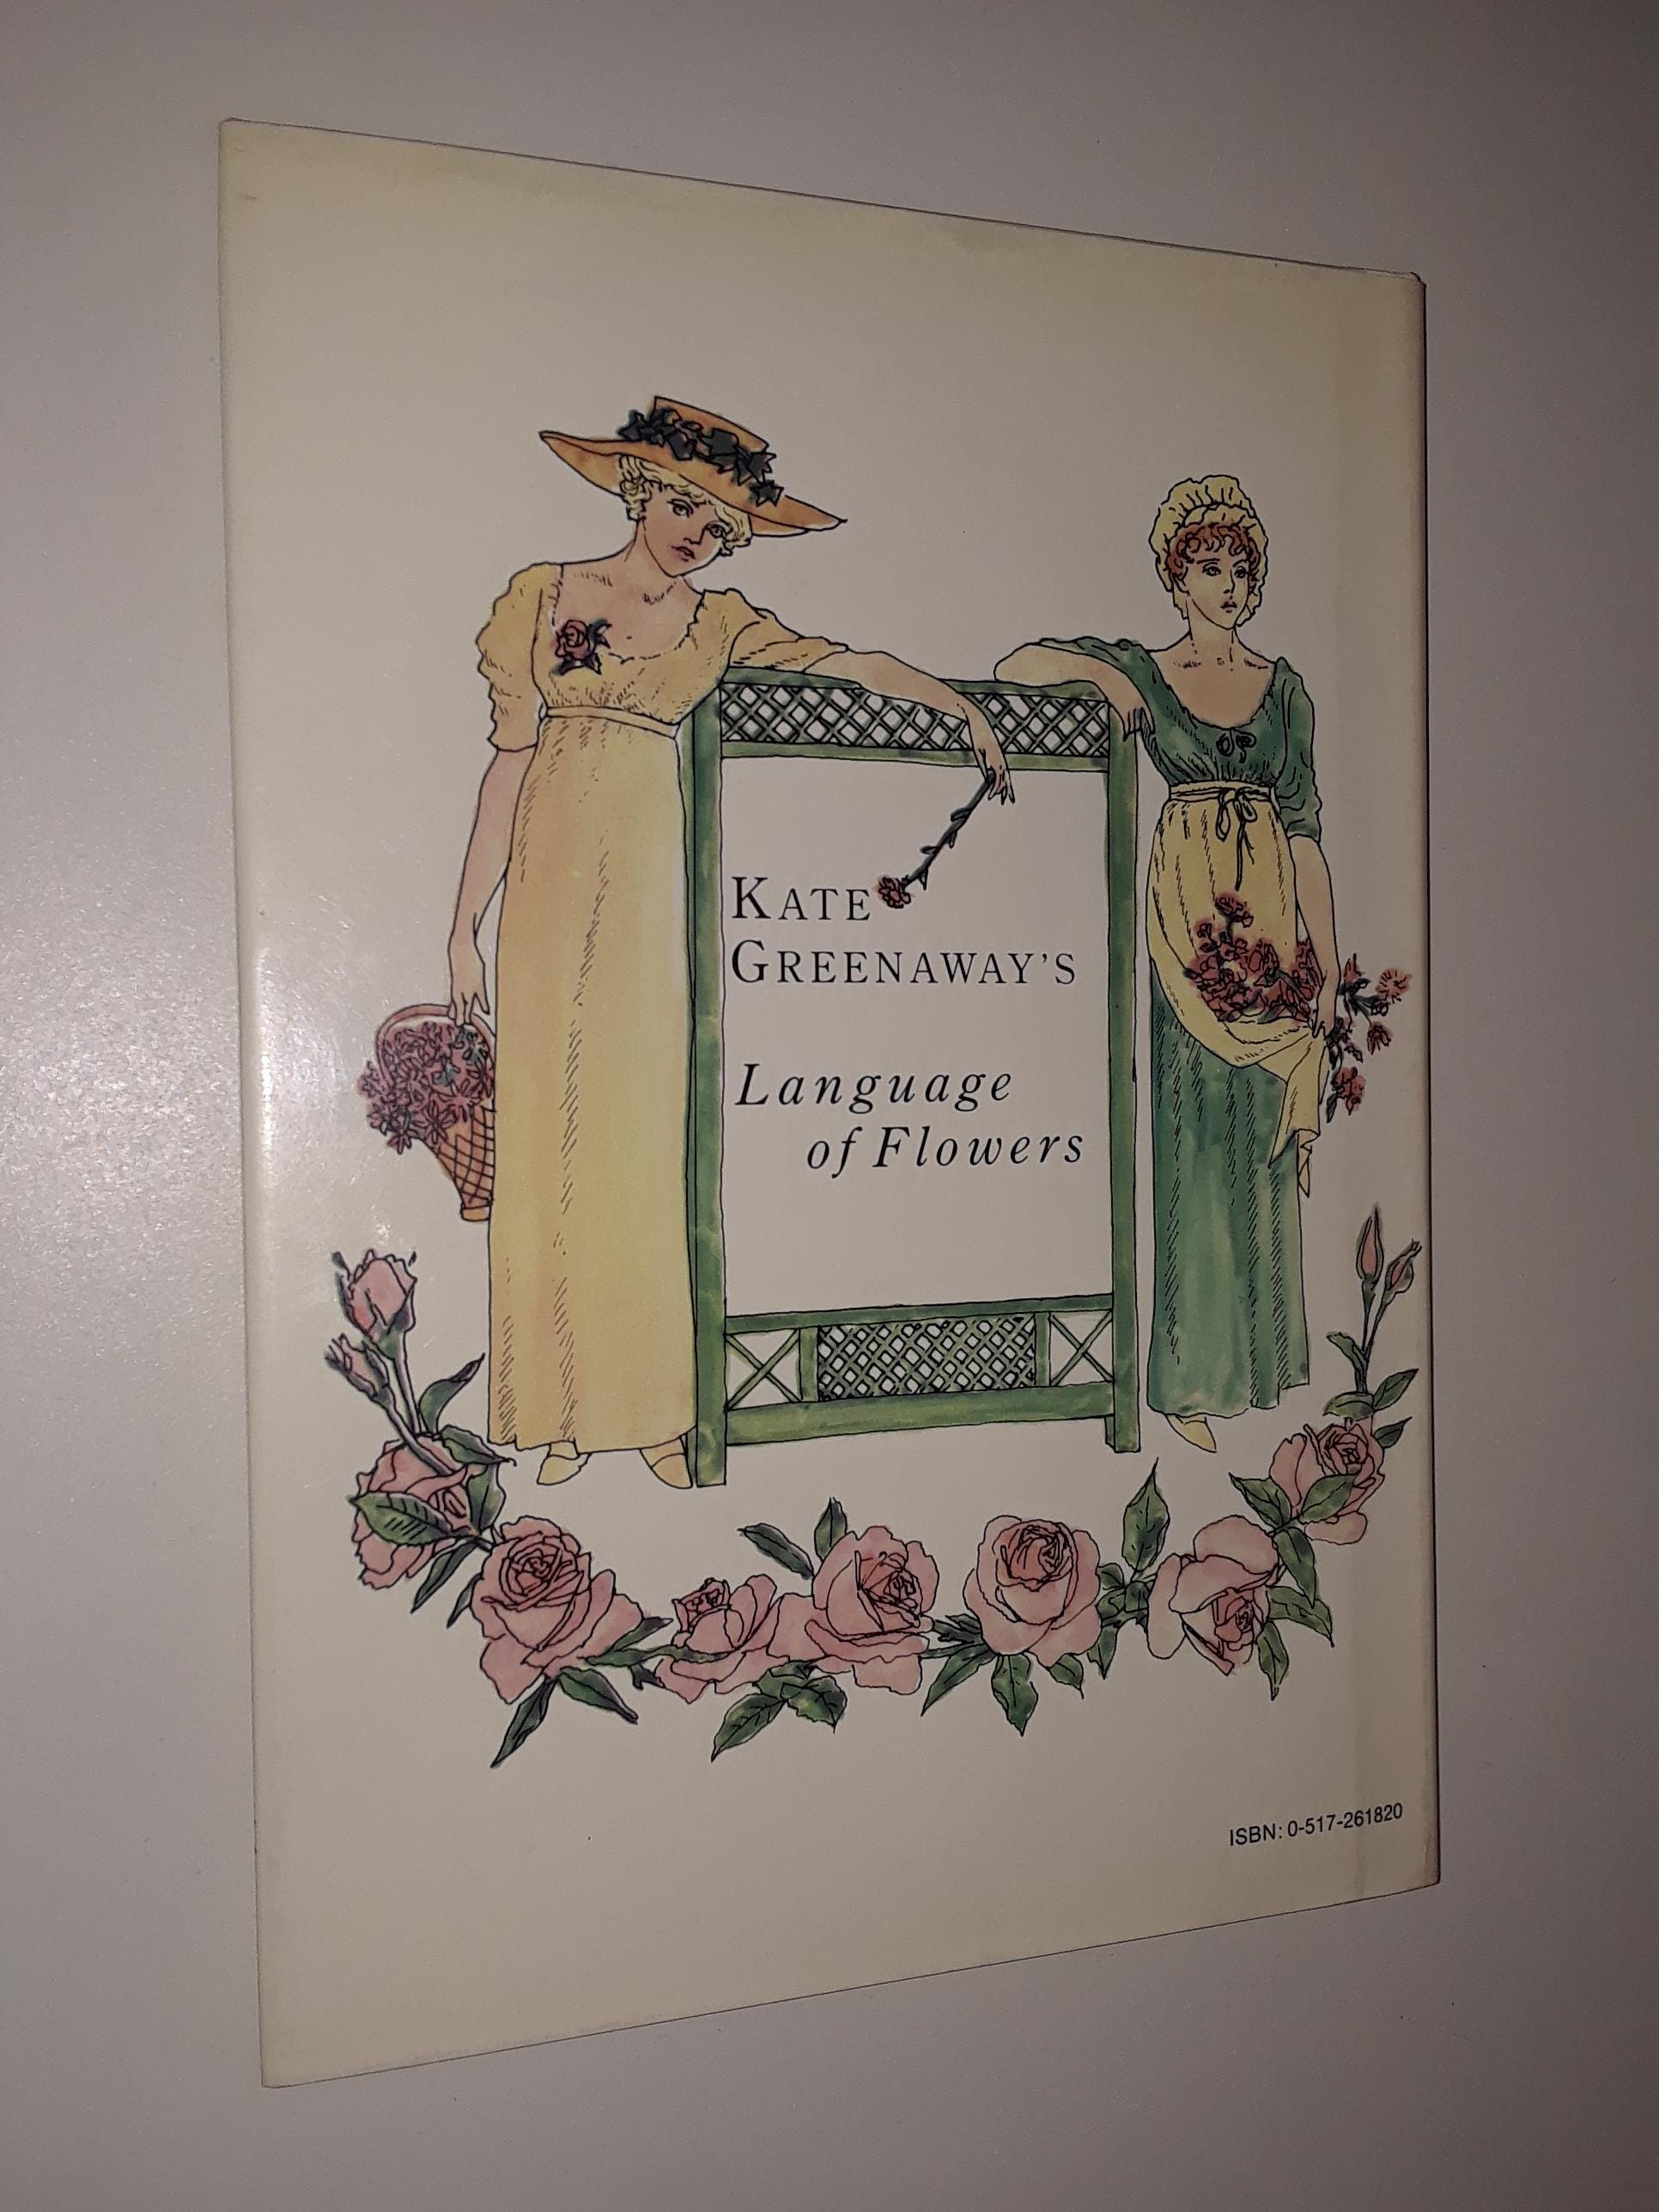 KATE
GREENAWAY'S
Language
of Flowers
ISBN: 0-517-261820